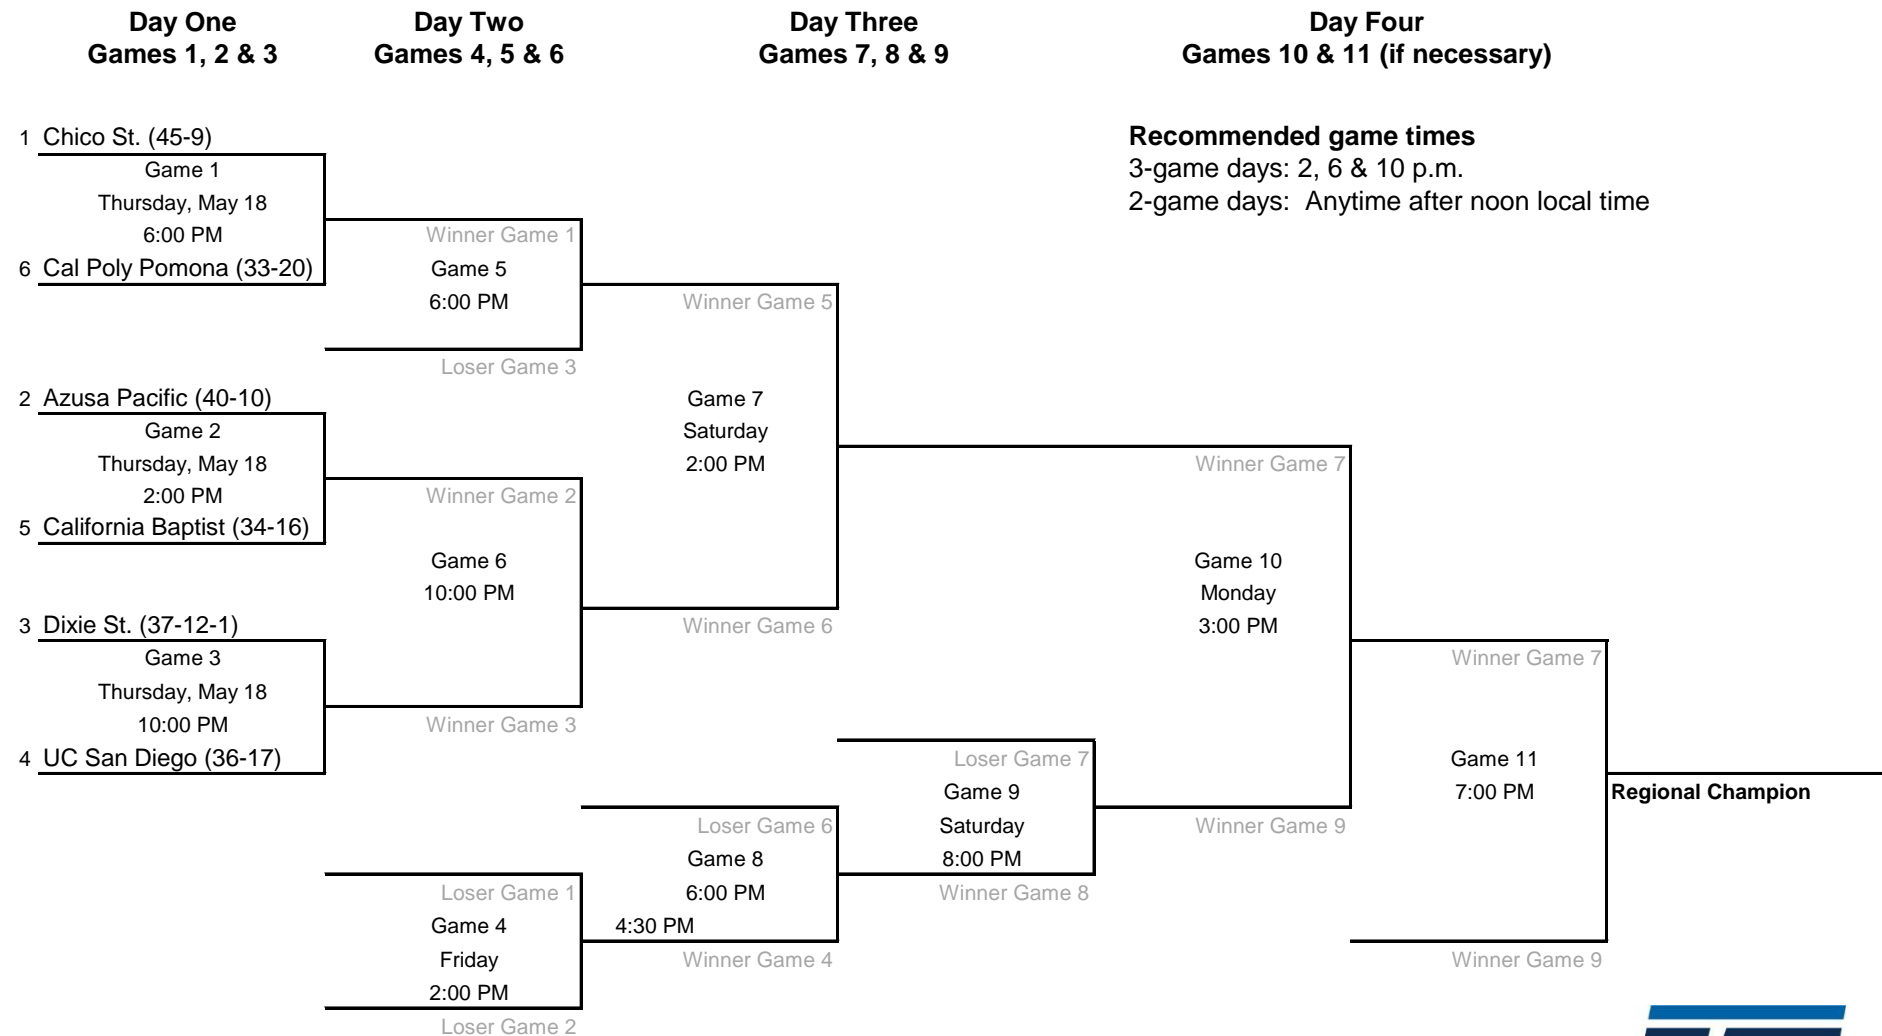 Day One
Games 1, 2 & 3
Day Two
Games 4, 5 & 6
Day Three
Games 7, 8 & 9
Day Four
Games 10 & 11 (if necessary)
Recommended game times
3-game days: 2, 6 & 10 p.m.
2-game days: Anytime after noon local time
1 Chico St. (45-9)
Game 1
Thursday, May 18
6:00 PM
6 Cal Poly Pomona (33-20)
2 Azusa Pacific (40-10)
Game 2
Thursday, May 18
2:00 PM
5 California Baptist (34-16)
3 Dixie St. (37-12-1)
Game 3
Thursday, May 18
10:00 PM
4 UC San Diego (36-17)
Winner Game 1
Game 5
6:00 PM
Loser Game 3
Winner Game 2
Game 6
10:00 PM
Winner Game 3
Loser Game 1
Game 4
Friday
2:00 PM
Loser Game 2
Winner Game 5
Game 7
Saturday
2:00 PM
Winner Game 6
Loser Game 6
Game 8
6:00 PM
4:30 PM
Winner Game 4
Loser Game 7
Game 9
Saturday
8:00 PM
Winner Game 8
Winner Game 7
Game 10
Monday
3:00 PM
Winner Game 9
Winner Game 7
Game 11
7:00 PM
Winner Game 9
Regional Champion